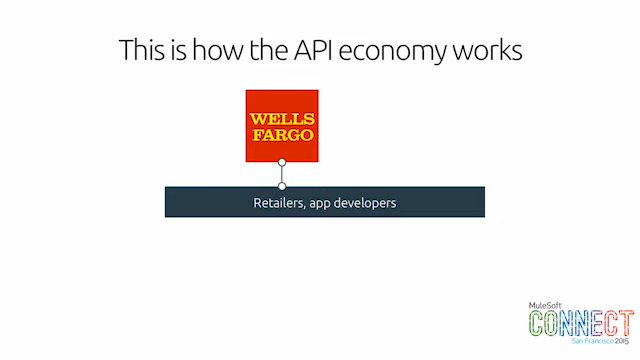 This is how the API economy works
WELLS
FARGO
Retailers, app developers
MuleSoft
CONNECT
San Francisco 2015